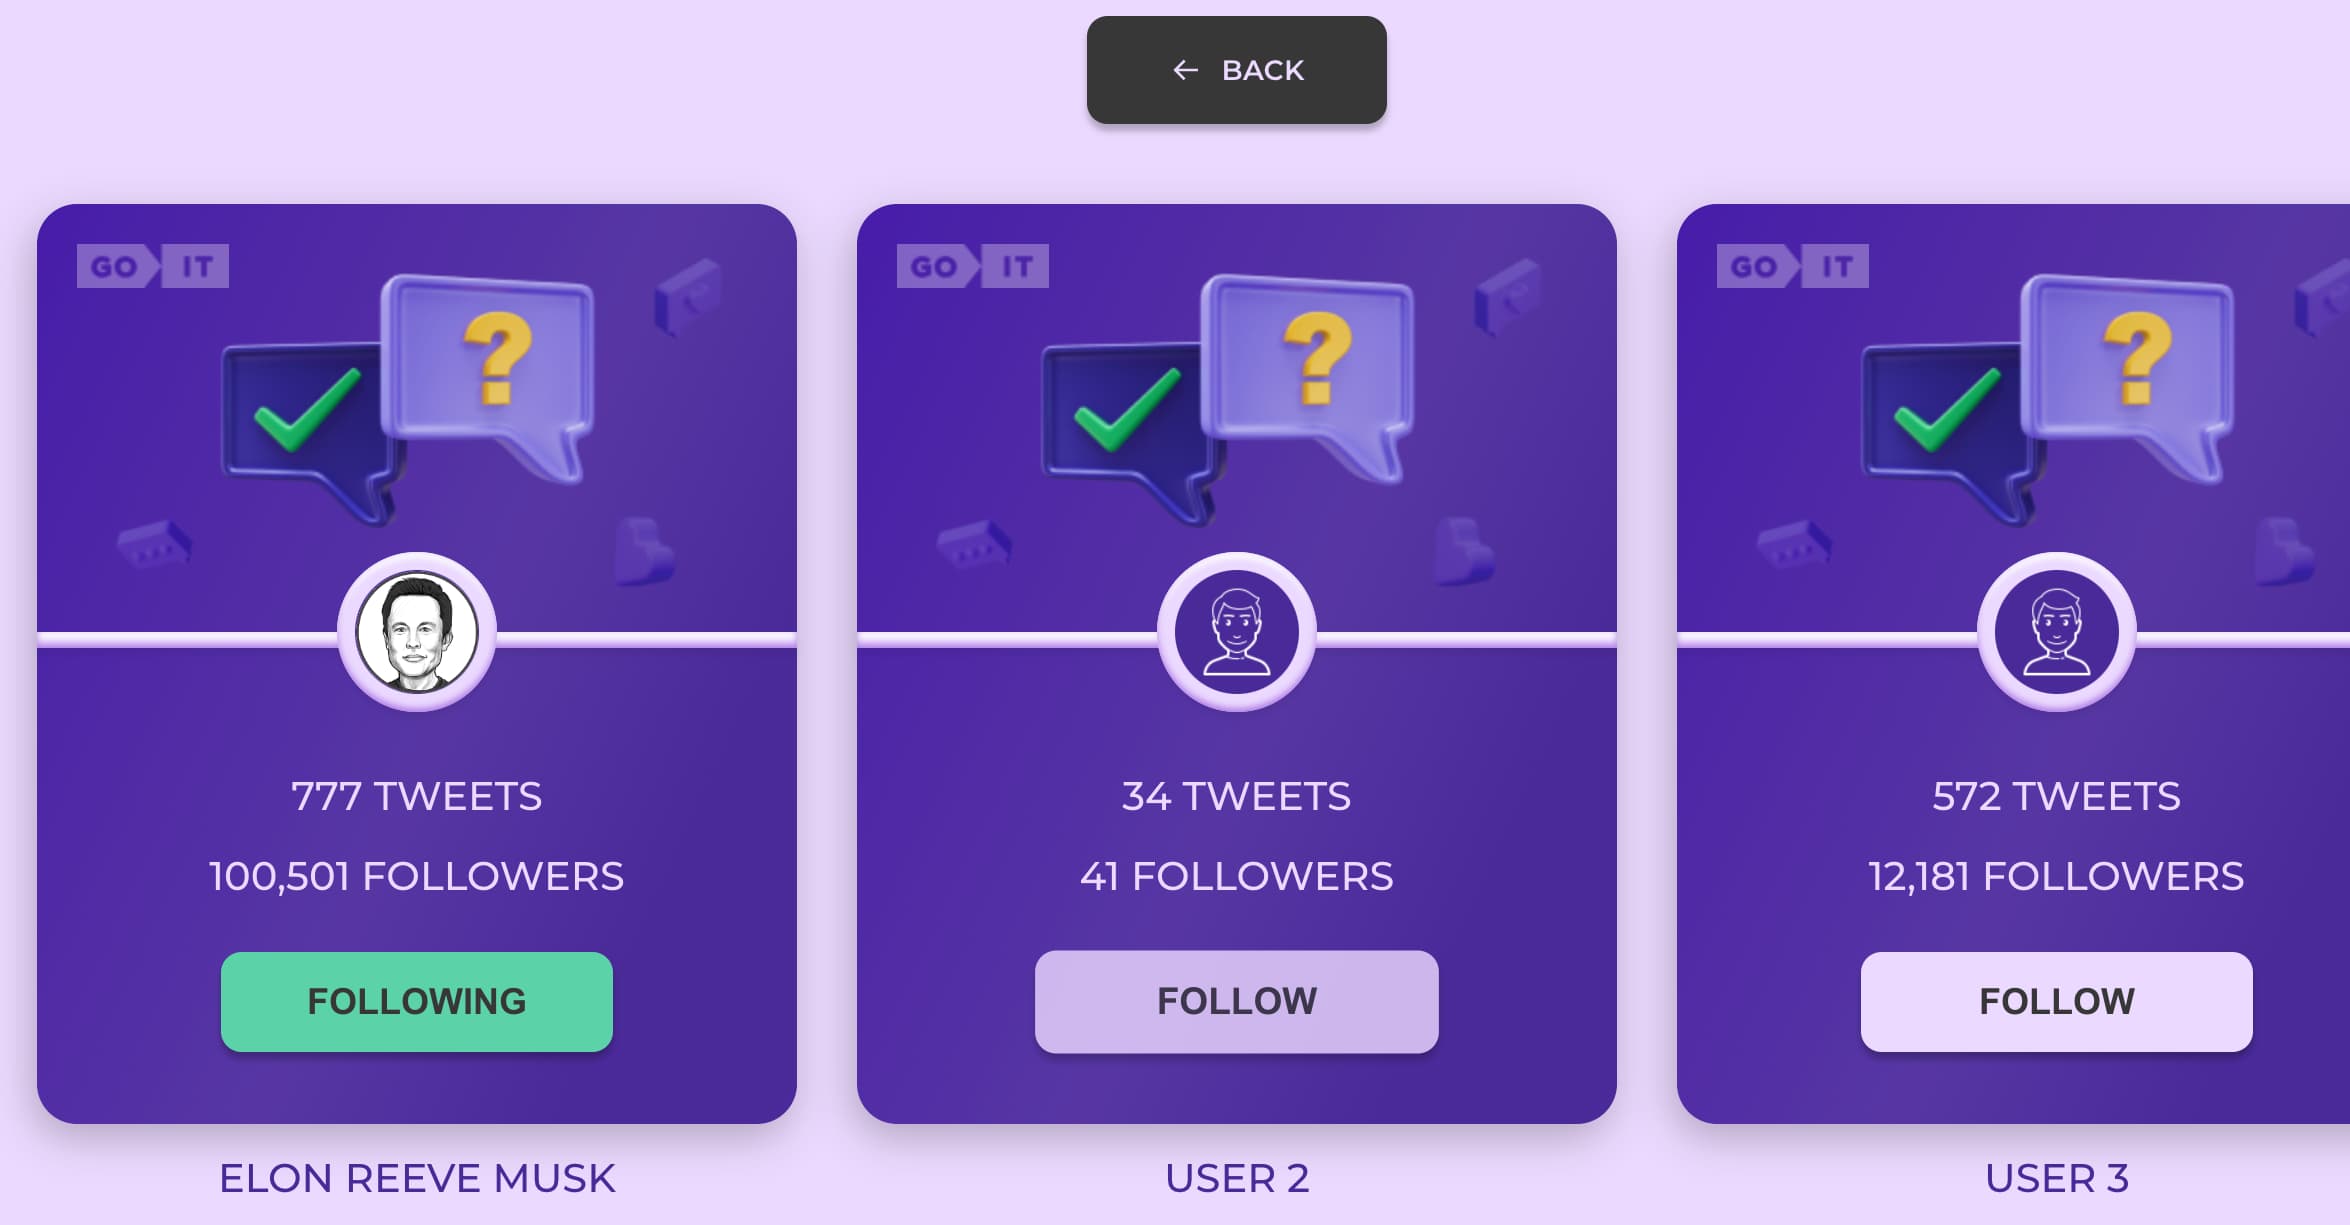 ← BACK
GO IT
?
777 TWEETS
100,501 FOLLOWERS
FOLLOWING
ELON REEVE MUSK
GO IT
?
34 TWEETS
41 FOLLOWERS
FOLLOW
USER 2
GO IT
?
572 TWEETS
12,181 FOLLOWERS
FOLLOW
USER 3